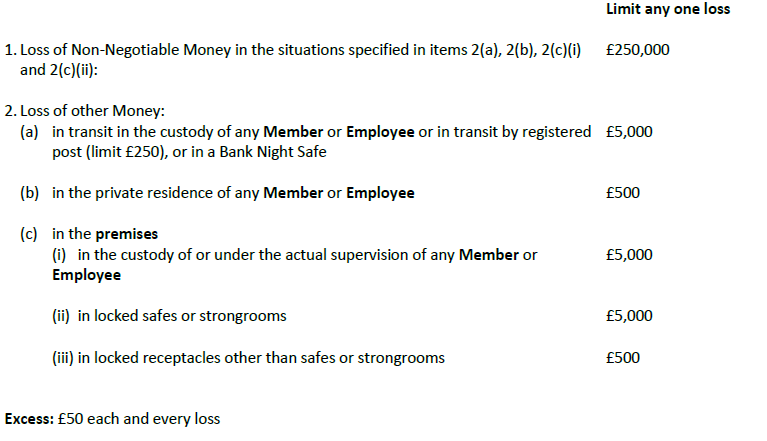 Limit any one loss
1. Loss of Non-Negotiable Money in the situations specified in items 2(a), 2(b), 2(c)(i) £250,000
and 2(c)(ii):
2. Loss of other Money:
(a) in transit in the custody of any Member or Employee or in transit by registered £5,000
post (limit £250), or in a Bank Night Safe
(b) in the private residence of any Member or Employee £500
(c) in the premises
(i) in the custody of or under the actual supervision of any Member or £5,000
Employee
(ii) in locked safes or strongrooms £5,000
(iii) in locked receptacles other than safes or strongrooms £500
Excess: £50 each and every loss